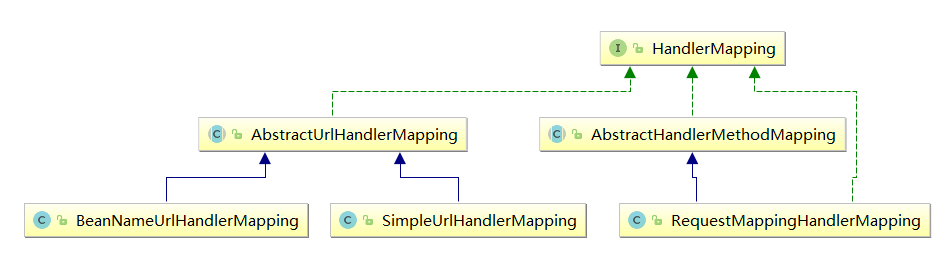 I HandlerMapping
C AbstractUrlHandlerMapping
C AbstractHandlerMethodMapping
C BeanNameUrlHandlerMapping
C SimpleUrlHandlerMapping
C RequestMappingHandlerMapping